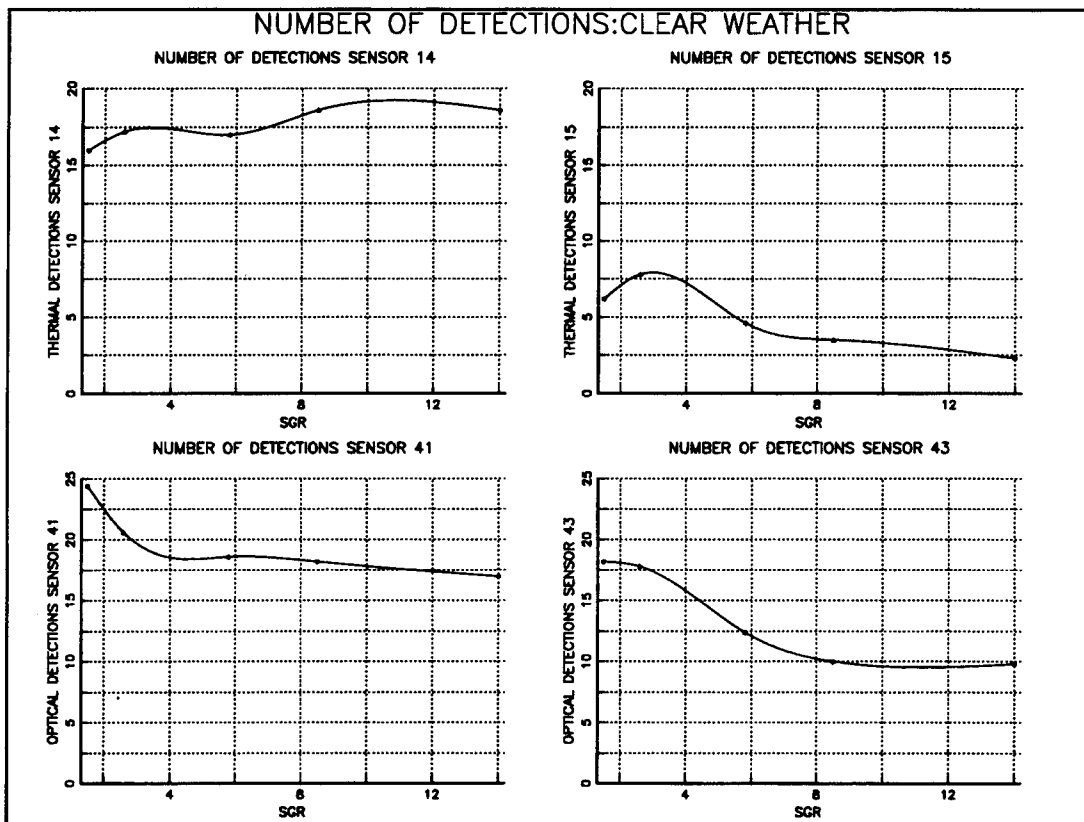 NUMBER OF DETECTIONS:CLEAR WEATHER
NUMBER OF DETECTIONS SENSOR 14
THERMAL DETECTIONS SENSOR 14
20
15
10
5
0
4
8
12
SGR
NUMBER OF DETECTIONS SENSOR 15
THERMAL DETECTIONS SENSOR 15
20
15
10
5
0
4
8
12
SGR
NUMBER OF DETECTIONS SENSOR 41
OPTICAL DETECTIONS SENSOR 41
25
20
15
10
5
0
4
8
12
SGR
NUMBER OF DETECTIONS SENSOR 43
OPTICAL DETECTIONS SENSOR 43
25
20
15
10
5
0
4
8
12
SGR